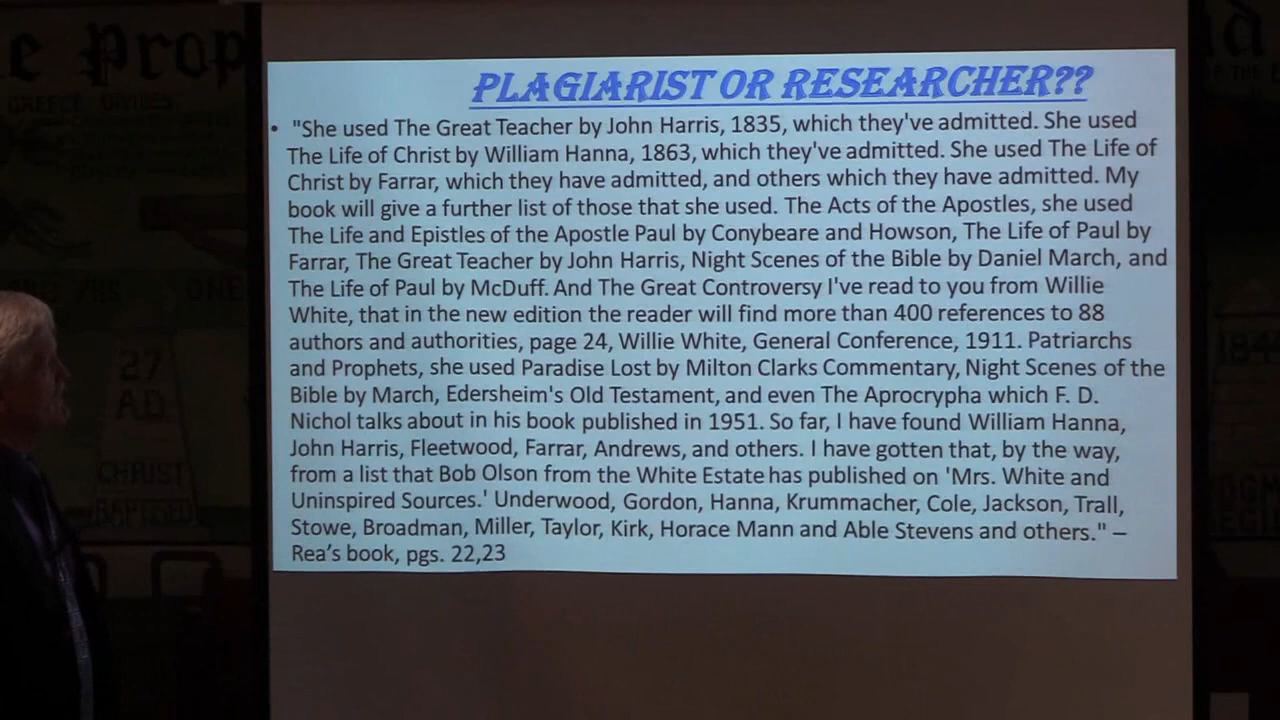 e Prop
GREECE DIVIDES
ONE
27
AD
CHRIST
BAPTISED
PLAGIARIST OR RESEARCHER??
• "She used The Great Teacher by John Harris, 1835, which they've admitted. She used
The Life of Christ by William Hanna, 1863, which they've admitted. She used The Life of
Christ by Farrar, which they have admitted, and others which they have admitted. My
book will give a further list of those that she used. The Acts of the Apostles, she used
The Life and Epistles of the Apostle Paul by Conybeare and Howson, The Life of Paul by
Farrar, The Great Teacher by John Harris, Night Scenes of the Bible by Daniel March, and
The Life of Paul by McDuff. And The Great Controversy I've read to you from Willie
White, that in the new edition the reader will find more than 400 references to 88
authors and authorities, page 24, Willie White, General Conference, 1911. Patriarchs
and Prophets, she used Paradise Lost by Milton Clarks Commentary, Night Scenes of the
Bible by March, Edersheim's Old Testament, and even The Aprocrypha which F. D.
Nichol talks about in his book published in 1951. So far, I have found William Hanna,
John Harris, Fleetwood, Farrar, Andrews, and others. I have gotten that, by the way,
from a list that Bob Olson from the White Estate has published on 'Mrs. White and
Uninspired Sources.' Underwood, Gordon, Hanna, Krummacher, Cole, Jackson, Trall,
Stowe, Broadman, Miller, Taylor, Kirk, Horace Mann and Able Stevens and others." –
Rea's book, pgs. 22,23